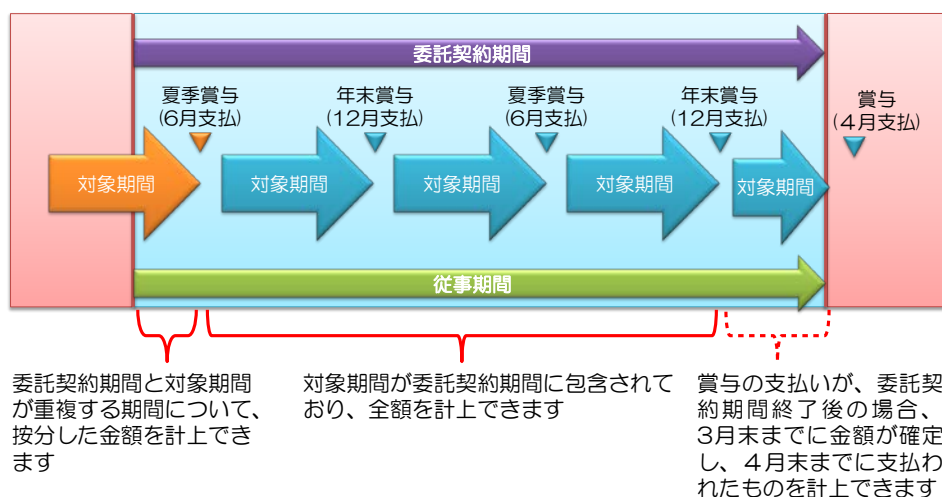 委託契約期間
夏季賞与
(6月支払)
年末賞与
(12月支払)
夏季賞与
(6月支払)
年末賞与
(12月支払)
賞与
(4月支払)
対象期間
対象期間
対象期間
対象期間
対象期間
従事期間
委託契約期間と対象期間
が重複する期間について、
按分した金額を計上でき
ます
対象期間が委託契約期間に包含されて
おり、全額を計上できます
賞与の支払いが、委託契
約期間終了後の場合、
3月末までに金額が確定
し、4月末までに支払わ
れたものを計上できます